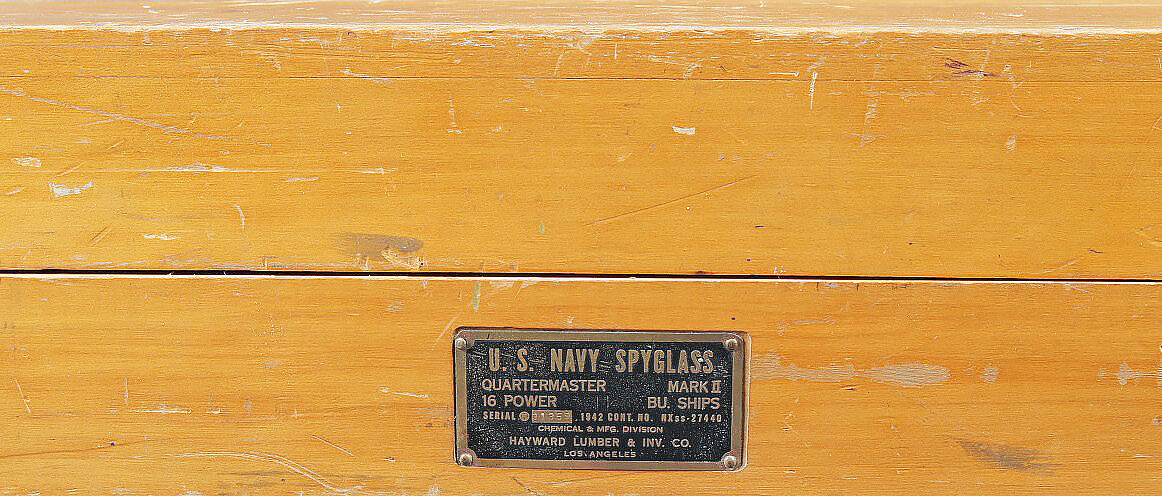 U. S. NAVY SPYGLASS
QUARTERMASTER MARK II
16 POWER BU. SHIPS
SERIAL 1942 CONT. NO. NXss-27440
CHEMICAL & MFG. DIVISION
HAYWARD LUMBER & INV. CO.
LOS ANGELES